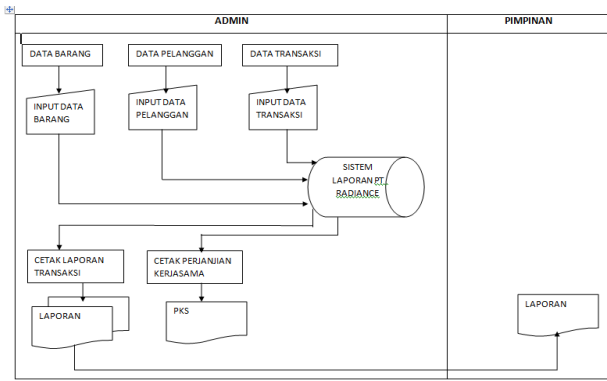 ADMIN
PIMPINAN
DATA BARANG
DATA PELANGGAN
DATA TRANSAKSI
INPUT DATA
BARANG
INPUT DATA
PELANGGAN
INPUT DATA
TRANSAKSI
SISTEM
LAPORAN PT
RADIANCE
CETAK LAPORAN
TRANSAKSI
CETAK PERJANJIAN
KERJASAMA
LAPORAN
PKS
LAPORAN